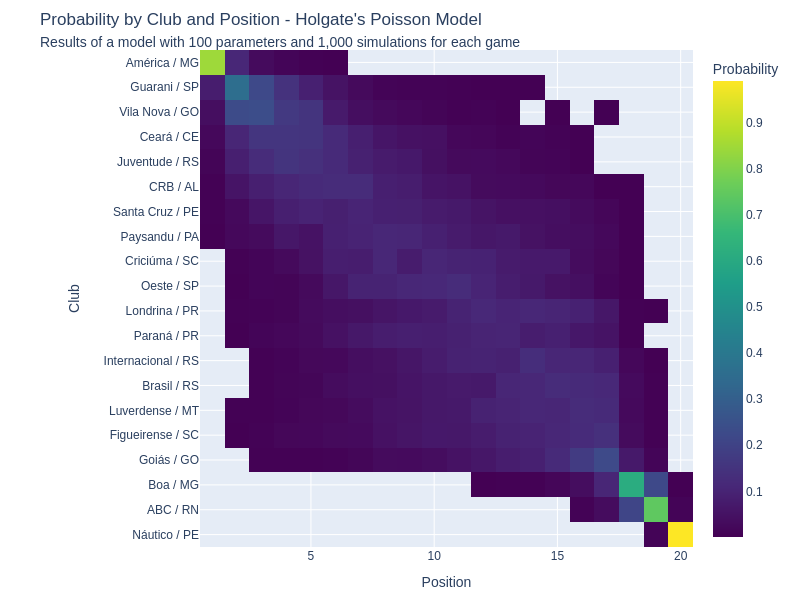 Probability by Club and Position - Holgate's Poisson Model
Results of a model with 100 parameters and 1,000 simulations for each game
Probability
América / MG
Guarani / SP
Vila Nova / GO
Ceará / CE
Juventude / RS
CRB / AL
Santa Cruz / PE
Paysandu / PA
Criciúma / SC
Oeste / SP
Londrina / PR
Paraná / PR
Internacional / RS
Brasil / RS
Luverdense / MT
Figueirense / SC
Goiás / GO
Boa / MG
ABC / RN
Náutico / PE
Club
0.9
0.8
0.7
0.6
0.5
0.4
0.3
0.2
0.1
5
10
15
20
Position